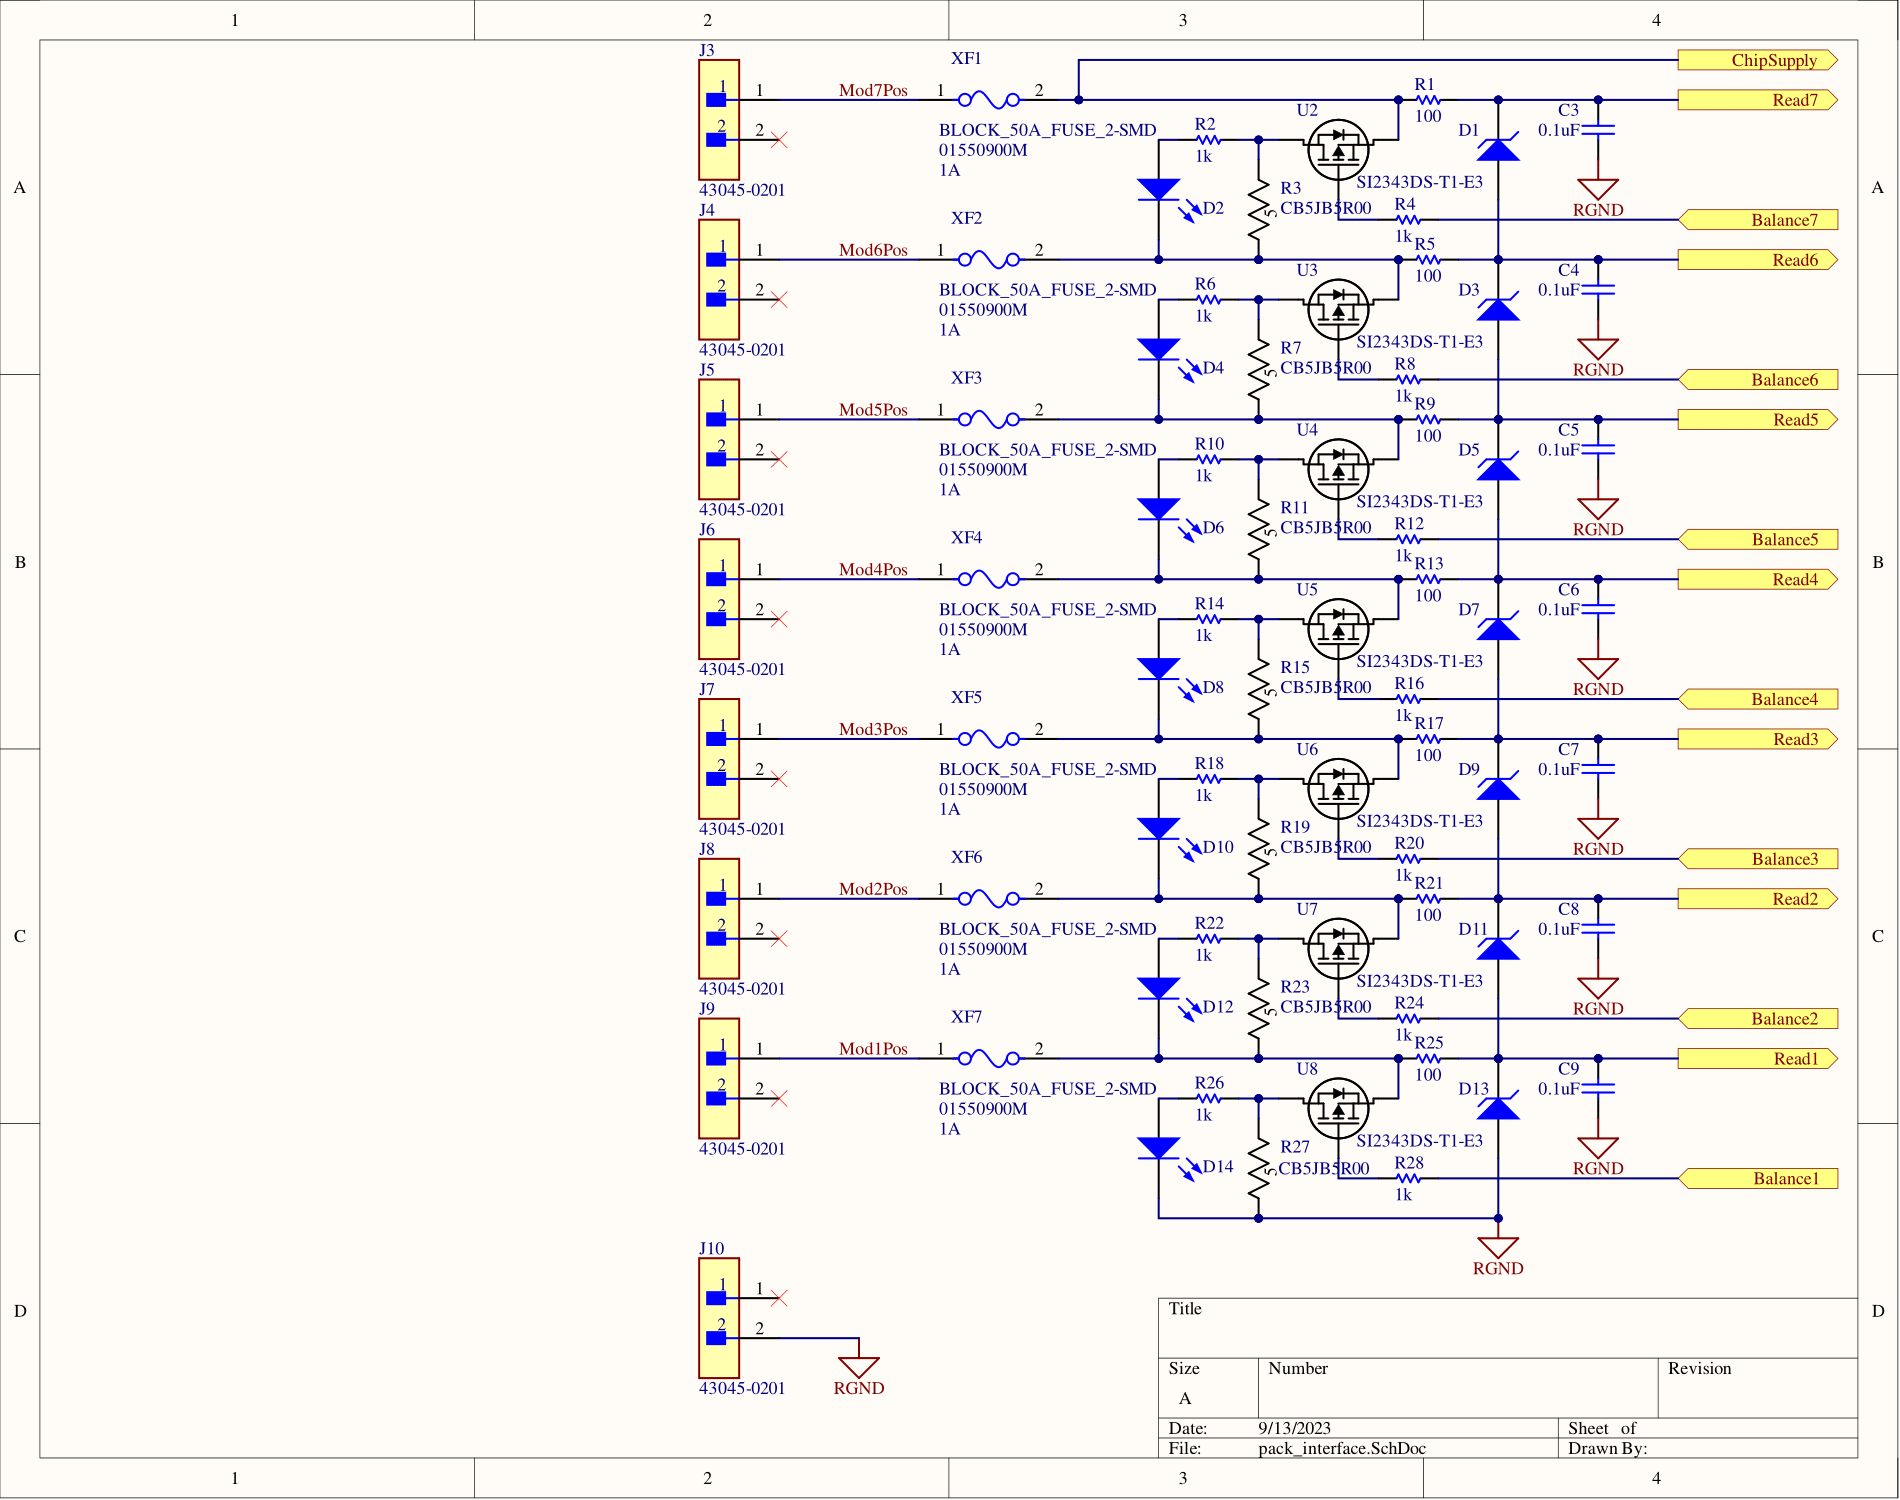 1 2 3 4
A
B
C
D
A
B
C
D
J3
1 1
2 2
43045-0201
Mod7Pos
XF1
1 2
BLOCK_50A_FUSE_2-SMD
01550900M
1A
R2
1k
D2
R3
CB5JB5R00
5
U2
SI2343DS-T1-E3
R4
1k
R1
100
D1
C3
0.1uF
RGND
ChipSupply
Read7
Balance7
J4
1 1
2 2
43045-0201
Mod6Pos
XF2
1 2
BLOCK_50A_FUSE_2-SMD
01550900M
1A
R6
1k
D4
R7
CB5JB5R00
5
U3
SI2343DS-T1-E3
R8
1k
R5
100
D3
C4
0.1uF
RGND
Read6
Balance6
J5
1 1
2 2
43045-0201
Mod5Pos
XF3
1 2
BLOCK_50A_FUSE_2-SMD
01550900M
1A
R10
1k
D6
R11
CB5JB5R00
5
U4
SI2343DS-T1-E3
R12
1k
R9
100
D5
C5
0.1uF
RGND
Read5
Balance5
J6
1 1
2 2
43045-0201
Mod4Pos
XF4
1 2
BLOCK_50A_FUSE_2-SMD
01550900M
1A
R14
1k
D8
R15
CB5JB5R00
5
U5
SI2343DS-T1-E3
R16
1k
R13
100
D7
C6
0.1uF
RGND
Read4
Balance4
J7
1 1
2 2
43045-0201
Mod3Pos
XF5
1 2
BLOCK_50A_FUSE_2-SMD
01550900M
1A
R18
1k
D10
R19
CB5JB5R00
5
U6
SI2343DS-T1-E3
R20
1k
R17
100
D9
C7
0.1uF
RGND
Read3
Balance3
J8
1 1
2 2
43045-0201
Mod2Pos
XF6
1 2
BLOCK_50A_FUSE_2-SMD
01550900M
1A
R22
1k
D12
R23
CB5JB5R00
5
U7
SI2343DS-T1-E3
R24
1k
R21
100
D11
C8
0.1uF
RGND
Read2
Balance2
J9
1 1
2 2
43045-0201
Mod1Pos
XF7
1 2
BLOCK_50A_FUSE_2-SMD
01550900M
1A
R26
1k
D14
R27
CB5JB5R00
5
U8
SI2343DS-T1-E3
R28
1k
R25
100
D13
C9
0.1uF
RGND
Read1
Balance1
RGND
J10
1 1
2 2
43045-0201
RGND
Title
Size Number Revision
A
Date: 9/13/2023 Sheet of
File: pack_interface.SchDoc Drawn By:
1 2 3 4